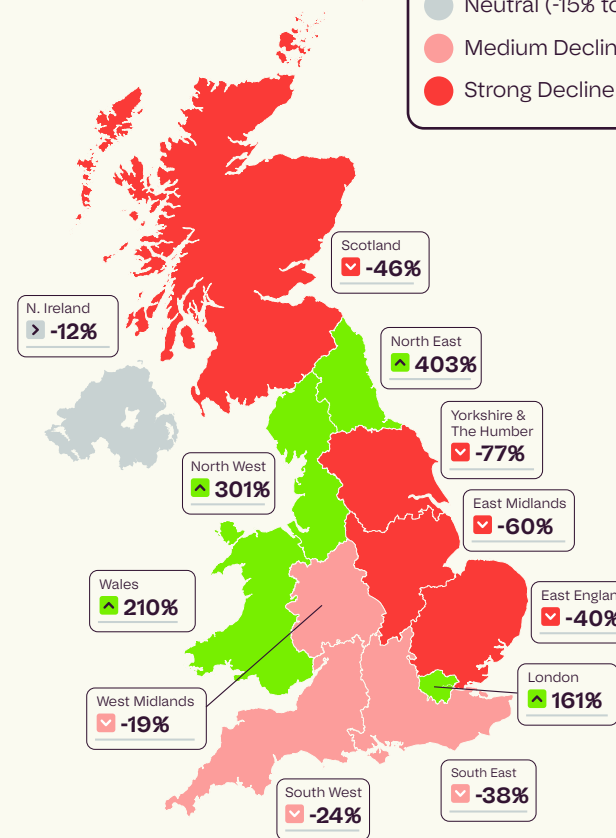 Neutral (-15% to
Medium Declin
Strong Decline
Scotland
-46%
N. Ireland
-12%
North East
403%
Yorkshire &
The Humber
-77%
North West
301%
East Midlands
-60%
Wales
210%
East Englan
-40%
London
161%
West Midlands
-19%
South East
-38%
South West
-24%